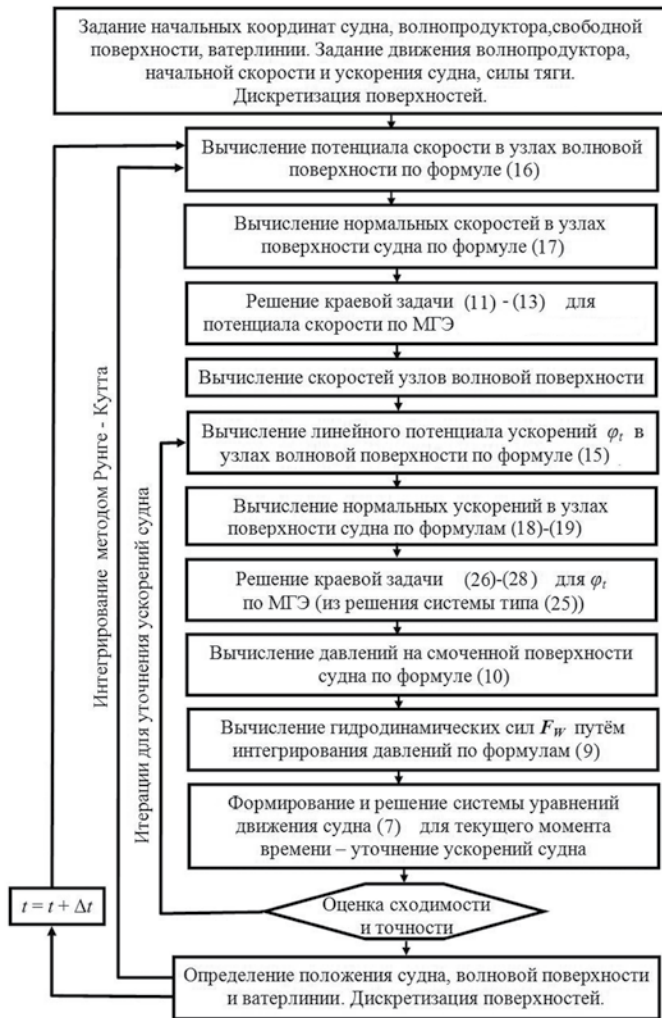 Задание начальных координат судна, волнопродуктора,свободной
поверхности, ватерлинии. Задание движения волнопродуктора,
начальной скорости и ускорения судна, силы тяги.
Дискретизация поверхностей.
Вычисление потенциала скорости в узлах волновой
поверхности по формуле (16)
Вычисление нормальных скоростей в узлах
поверхности судна по формуле (17)
Решение краевой задачи (11) - (13) для
потенциала скорости по МГЭ
Вычисление скоростей узлов волновой поверхности
Вычисление линейного потенциала ускорений φt в
узлах волновой поверхности по формуле (15)
Вычисление нормальных ускорений в узлах
поверхности судна по формулам (18)-(19)
Решение краевой задачи (26)-(28) для φt
по МГЭ (из решения системы типа (25))
Вычисление давлений на смоченной поверхности
судна по формуле (10)
Вычисление гидродинамических сил FW путём
интегрирования давлений по формулам (9)
Формирование и решение системы уравнений
движения судна (7) для текущего момента
времени – уточнение ускорений судна
Оценка сходимости
и точности
Определение положения судна, волновой поверхности
и ватерлинии. Дискретизация поверхностей.
t = t + Δt
Интегрирование методом Рунге - Кутта
Итерации для уточнения ускорений судна